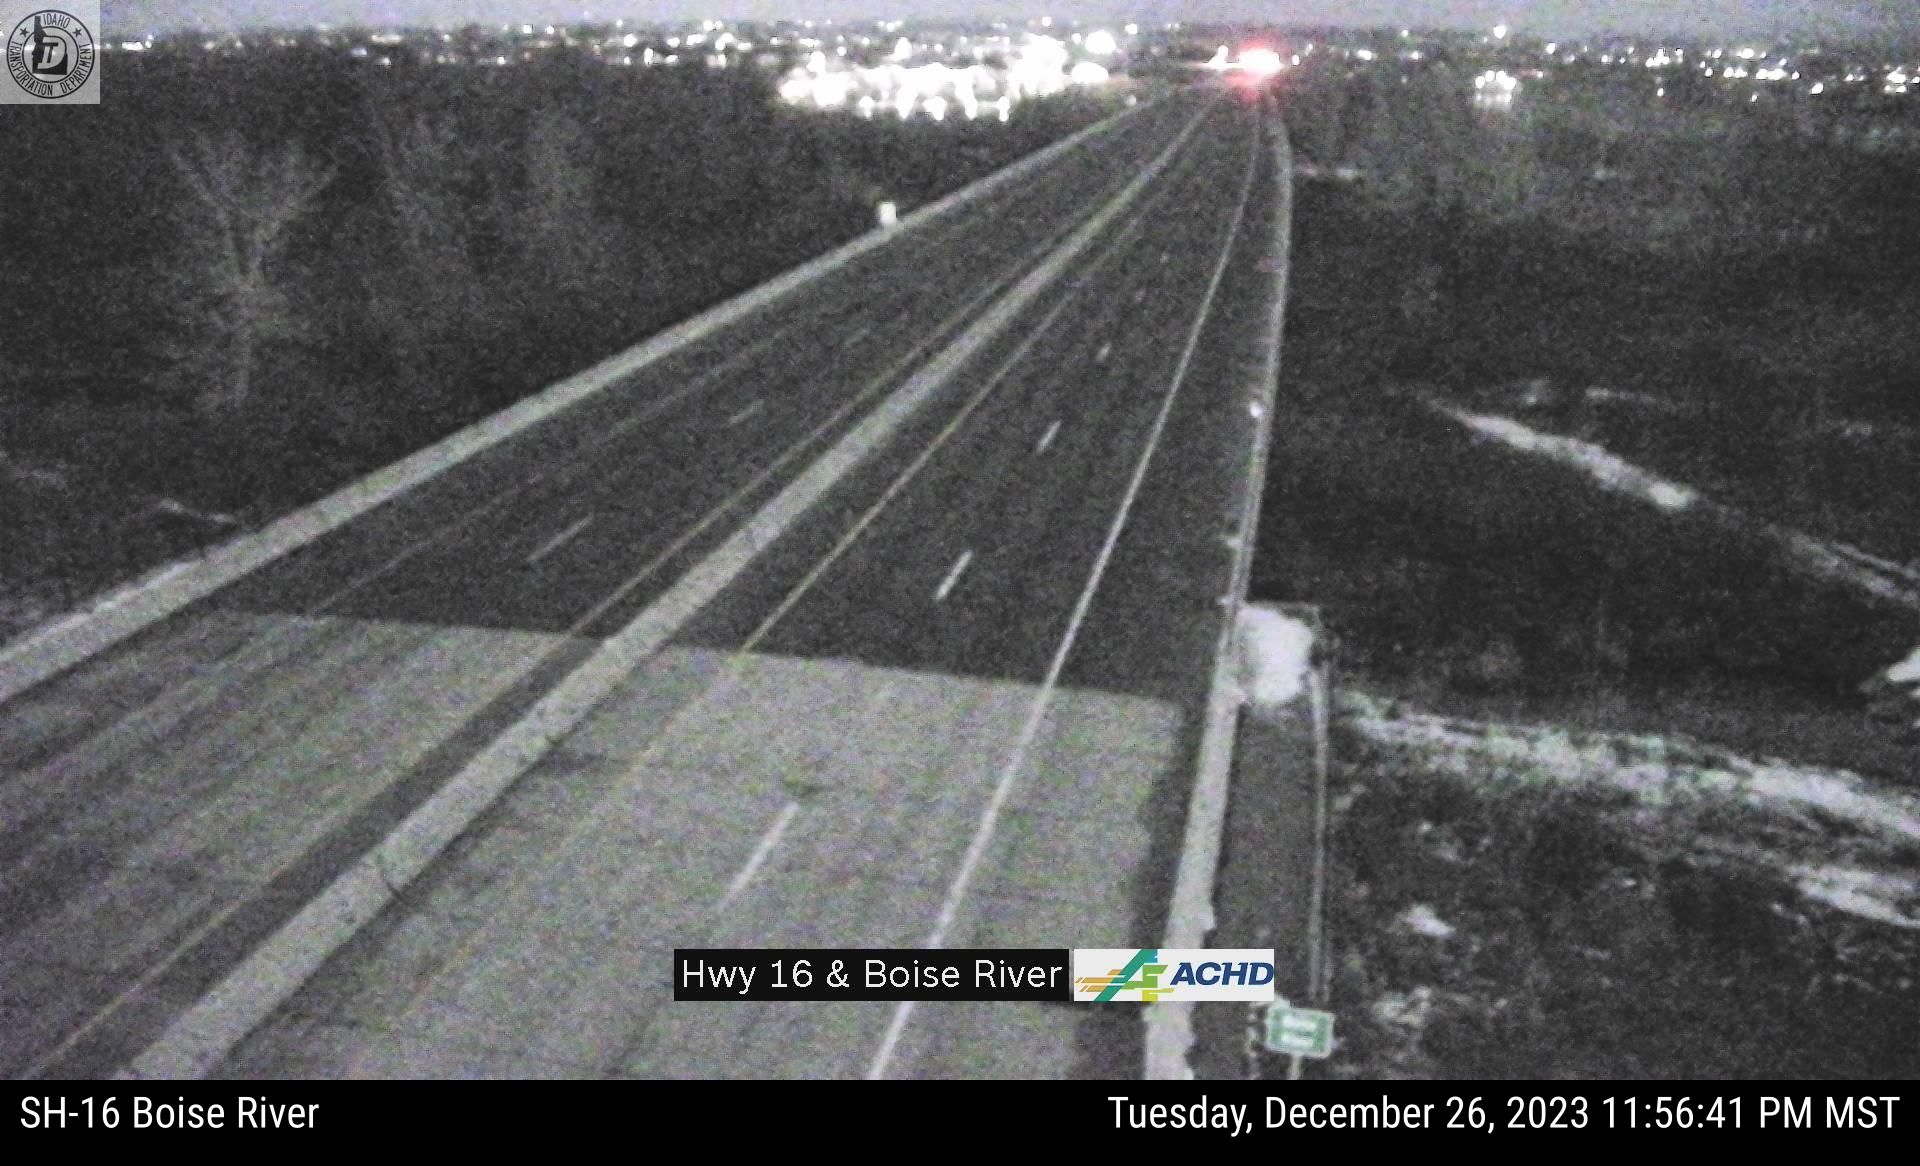 IDAHO
TRANSPORTATION DEPARTMENT
Hwy 16 & Boise River
ACHD
SH-16 Boise River
Tuesday, December 26, 2023 11:56:41 PM MST